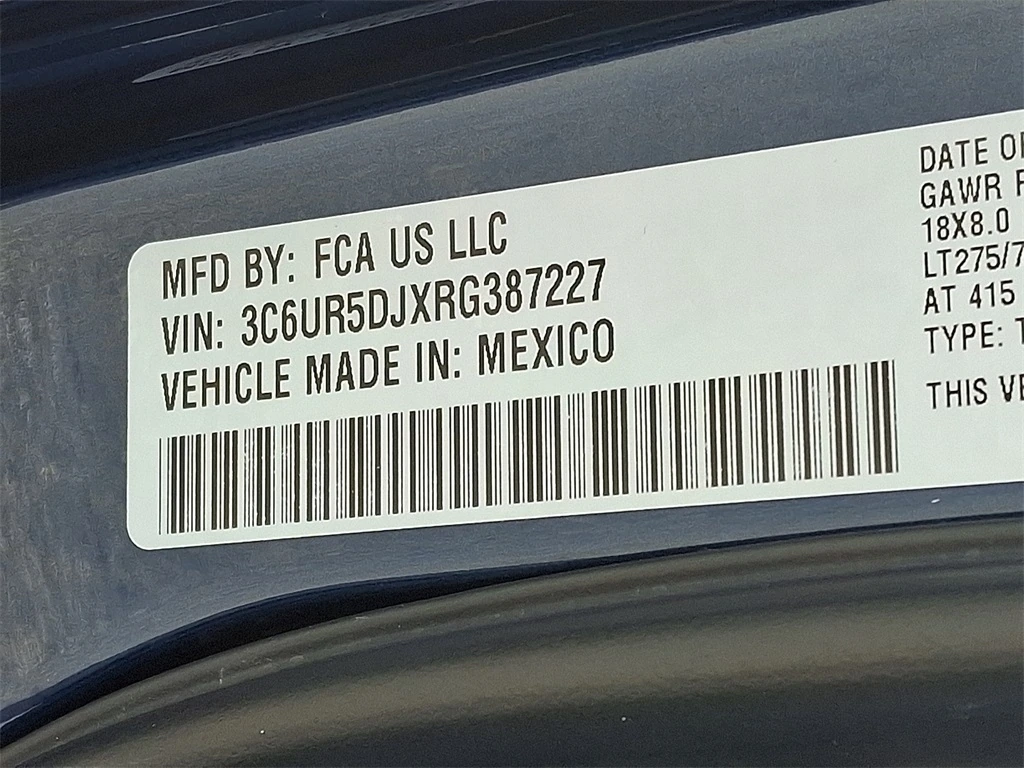 MFD BY: FCA US LLC
VIN: 3C6UR5DJXRG387227
VEHICLE MADE IN: MEXICO
DATE
GAWR
18X8.0
LT275/7
AT 415
TYPE:
THIS